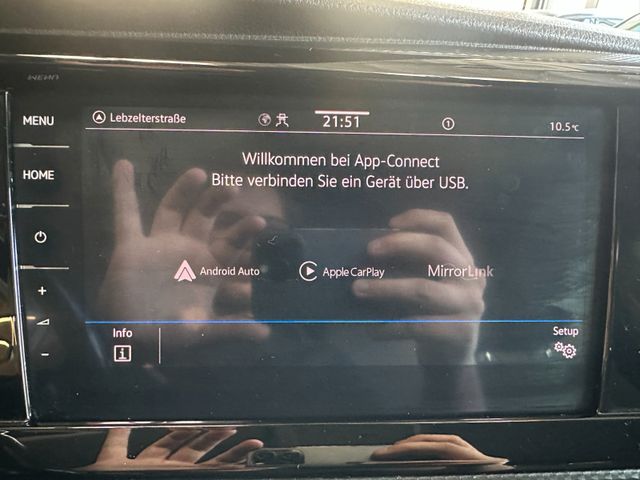 MENU
Lebzelterstraße
21:51
1
10.5°C
HOME
Willkommen bei App-Connect
Bitte verbinden Sie ein Gerät über USB.
Android Auto
Apple CarPlay
MirrorLink
+
-
Info
i
Setup